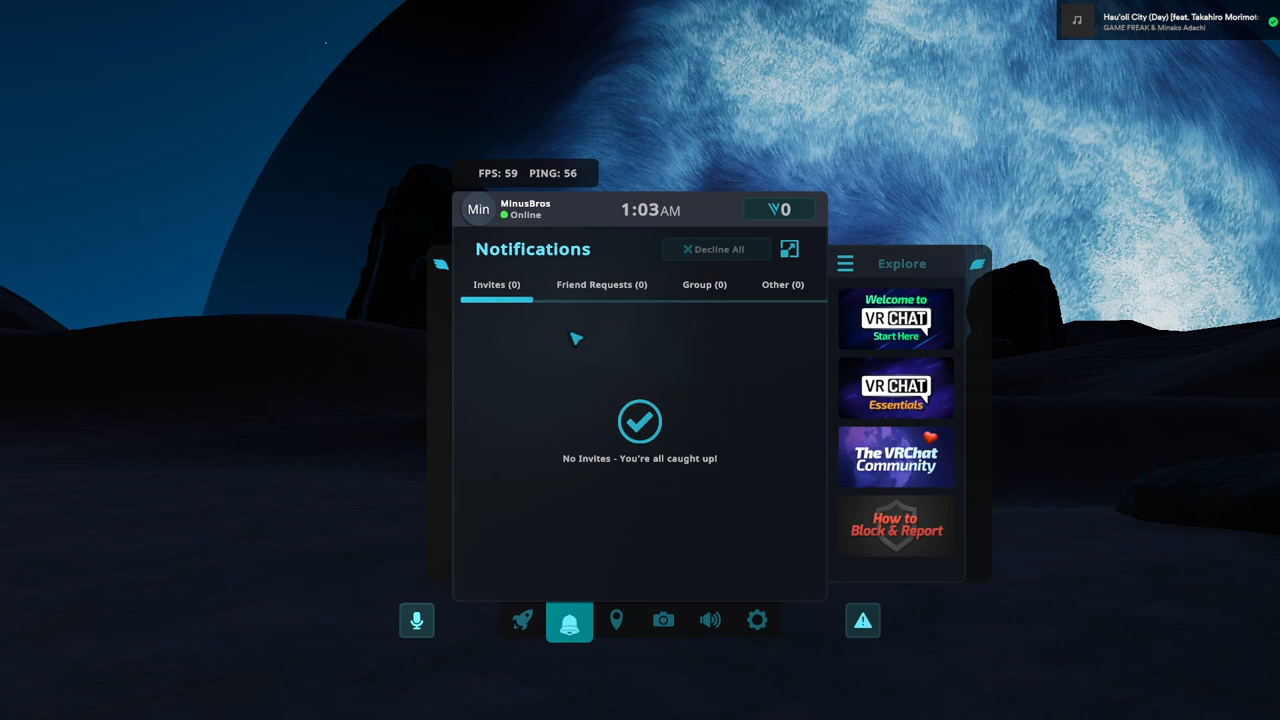 Hau'oli City (Day) [feat. Takahiro Morimot
GAME FREAK & Minako Adachi
FPS: 59 PING: 56
Min
MinusBros
Online
1:03AM
0
Notifications
Decline All
Invites (0)
Friend Requests (0)
Group (0)
Other (0)
No Invites - You're all caught up!
Explore
Welcome to
VRCHAT
Start Here
VRCHAT
Essentials
The VRChat
Community
How to
Block & Report